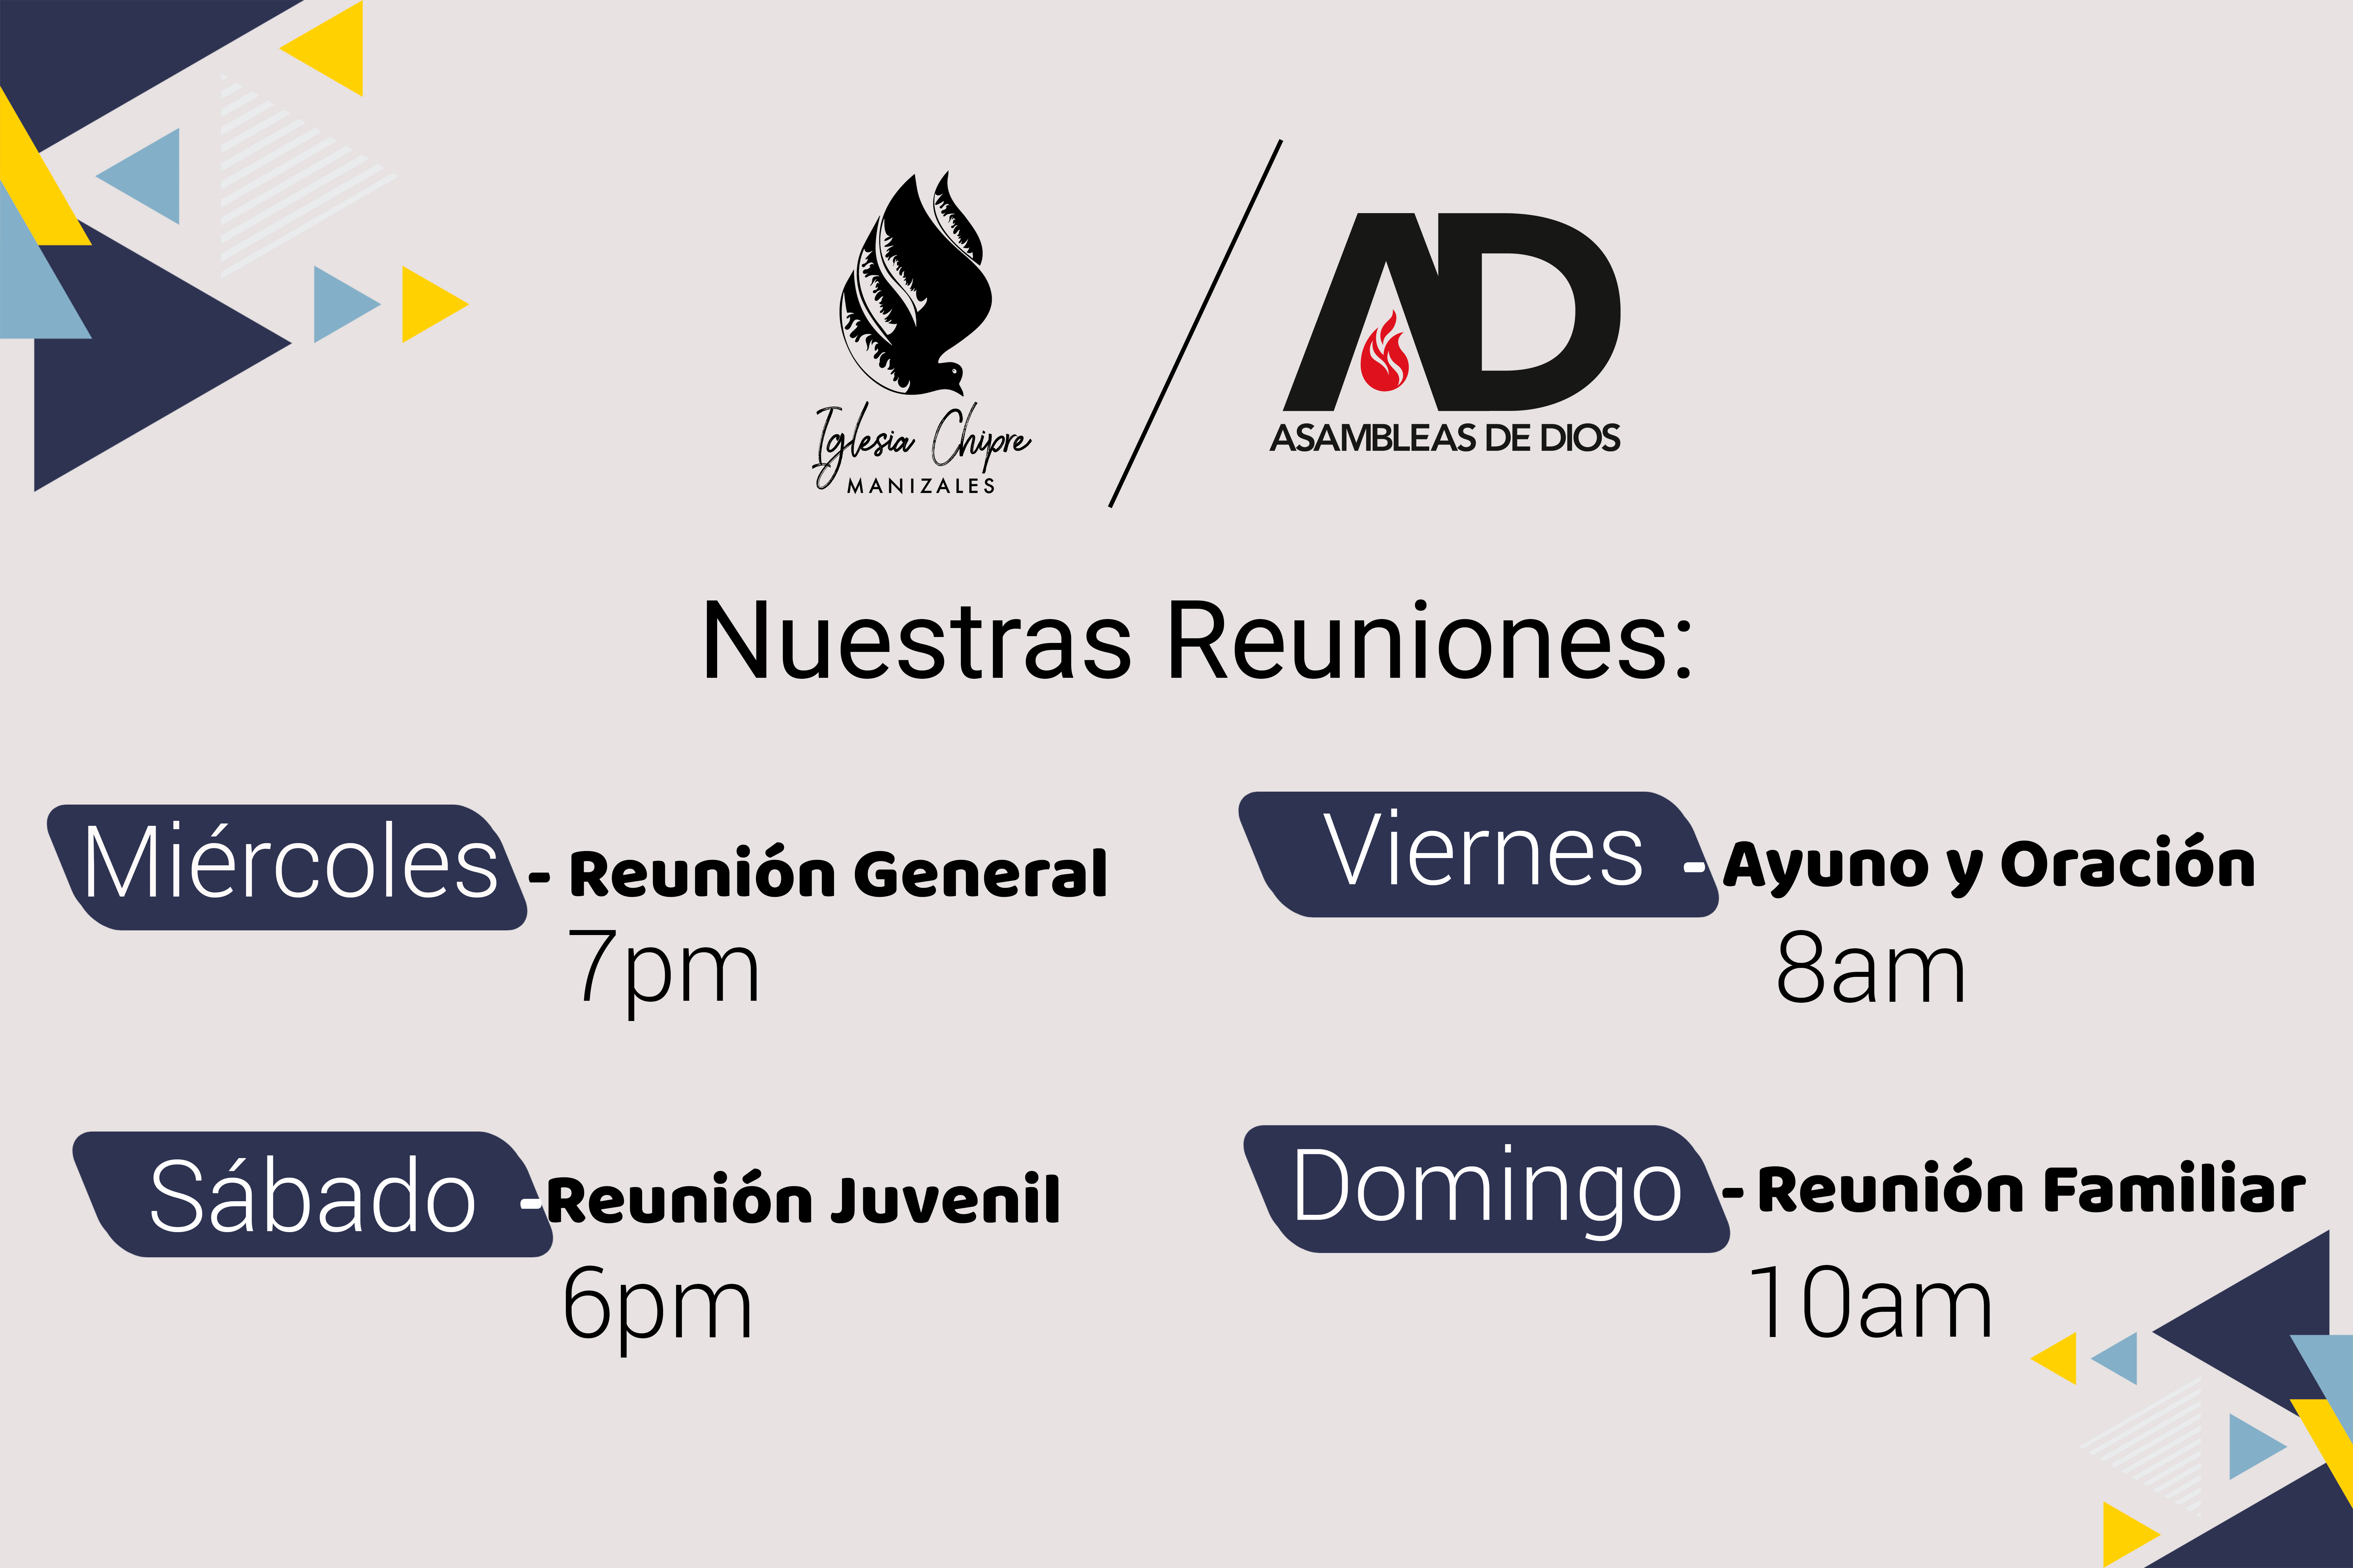 Iglesia Chipre
MANIZALES
AD
ASAMBLEAS DE DIOS
Nuestras Reuniones:
Miércoles - Reunión General
7pm
Viernes - Ayuno y Oración
8am
Sábado -Reunión Juvenil
6pm
Domingo - Reunión Familiar
10am